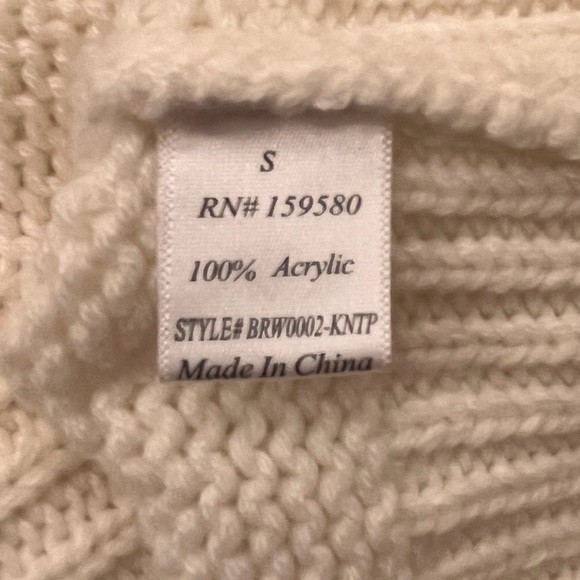 S
RN# 159580
100% Acrylic
STYLE# BRW0002-KNTP
Made In China